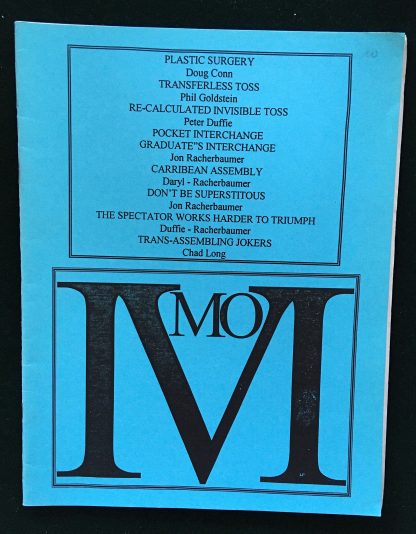 PLASTIC SURGERY
Doug Conn
TRANSFERLESS TOSS
Phil Goldstein
RE-CALCULATED INVISIBLE TOSS
Peter Duffie
POCKET INTERCHANGE
GRADUATE"S INTERCHANGE
Jon Racherbaumer
CARRIBEAN ASSEMBLY
Daryl - Racherbaumer
DON'T BE SUPERSTITOUS
Jon Racherbaumer
THE SPECTATOR WORKS HARDER TO TRIUMPH
Duffie - Racherbaumer
TRANS-ASSEMBLING JOKERS
Chad Long
M
MO